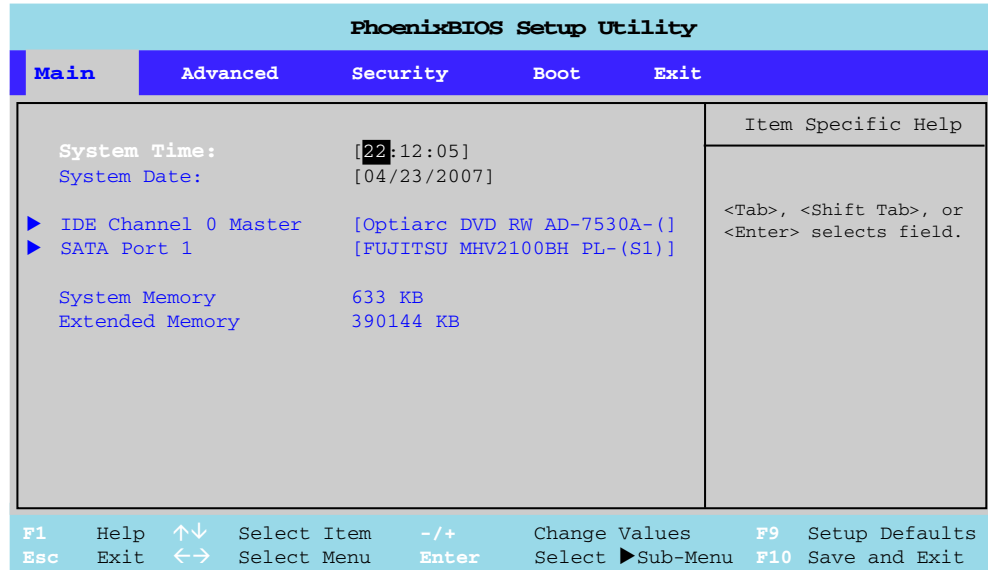 PhoenixBIOS Setup Utility
Main Advanced Security Boot Exit
Item Specific Help
System Time: [22:12:05]
System Date: [04/23/2007]
<Tab>, <Shift Tab>, or
<Enter> selects field.
▶ IDE Channel 0 Master [Optiarc DVD RW AD-7530A-(]
▶ SATA Port 1 [FUJITSU MHV2100BH PL-(S1)]
System Memory 633 KB
Extended Memory 390144 KB
F1 Help ↑↓ Select Item -/+ Change Values F9 Setup Defaults
Esc Exit ←→ Select Menu Enter Select ▶Sub-Menu F10 Save and Exit